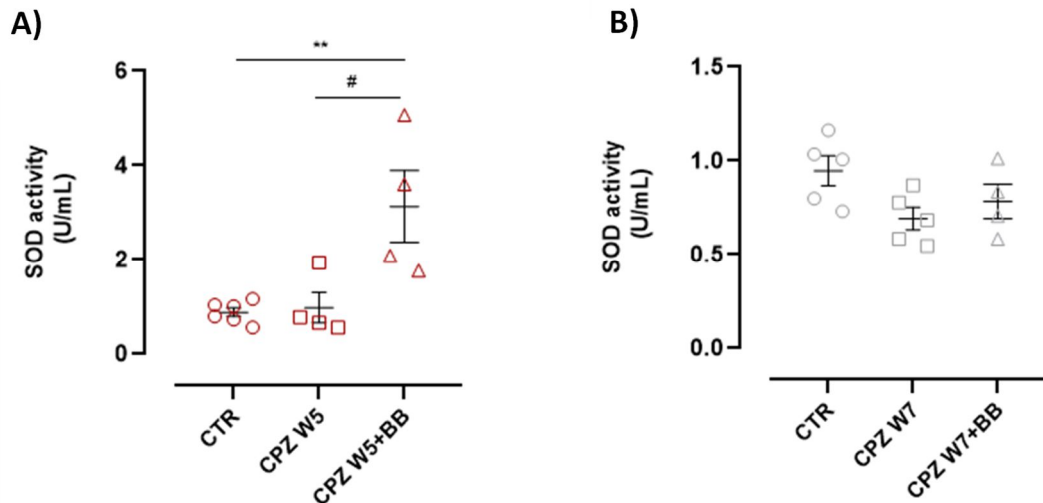 A)
SOD activity
(U/mL)
6
4
2
0
**
#
CTR
CPZ W5
CPZ W5+BB
B)
SOD activity
(U/mL)
1.5
1.0
0.5
0.0
CTR
CPZ W7
CPZ W7+BB